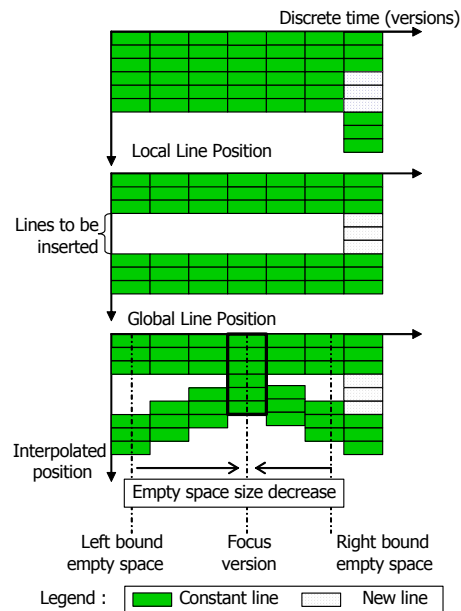 Discrete time (versions)
Local Line Position
Lines to be
inserted
Global Line Position
Interpolated
position
Empty space size decrease
Left bound
empty space
Focus
version
Right bound
empty space
Legend :
Constant line
New line